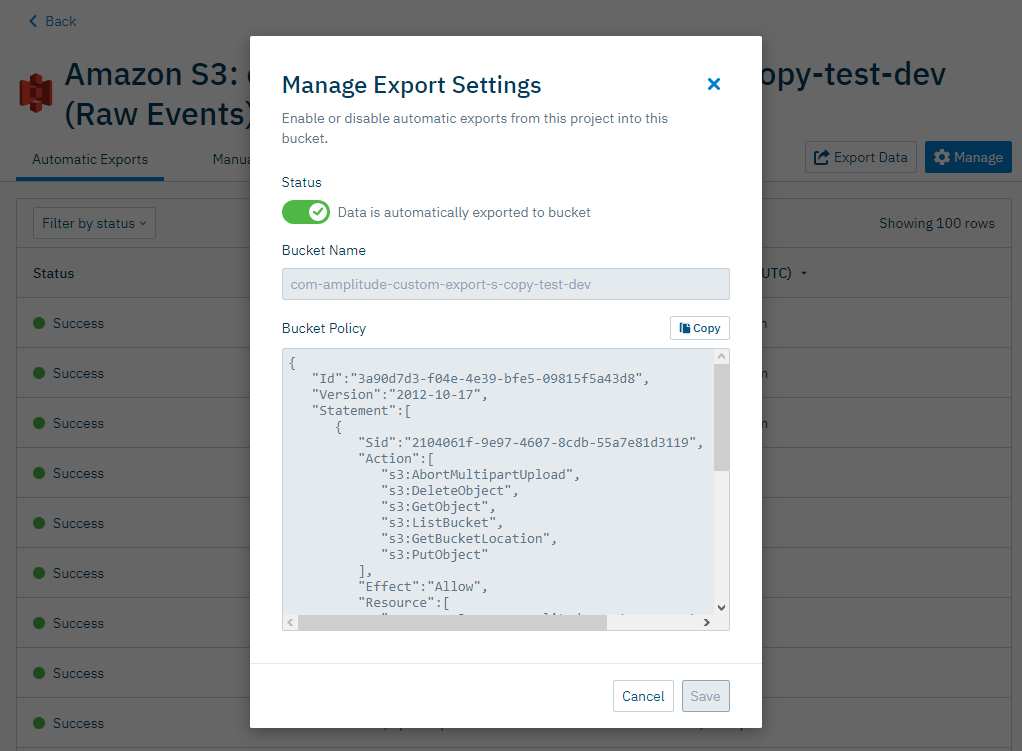 Back
Amazon S3:
opy-test-dev
(Raw Events)
Automatic Exports
Export Data
Manage
Filter by status
Showing 100 rows
Status
UTC)
Success
Success
Success
Success
Success
Success
Success
Success
Success
Manage Export Settings
Enable or disable automatic exports from this project into this
bucket.
Status
Data is automatically exported to bucket
Bucket Name
com-amplitude-custom-export-s-copy-test-dev
Bucket Policy
Copy
{
"Id":"3a90d7d3-f04e-4e39-bfe5-09815f5a43d8",
"Version":"2012-10-17",
"Statement":[
{
"Sid":"2104061f-9e97-4607-8cdb-55a7e81d3119",
"Action":[
"s3:AbortMultipartUpload",
"s3:DeleteObject",
"s3:GetObject",
"s3:ListBucket",
"s3:GetBucketLocation",
"s3:PutObject"
],
"Effect":"Allow",
"Resource":[
Cancel
Save